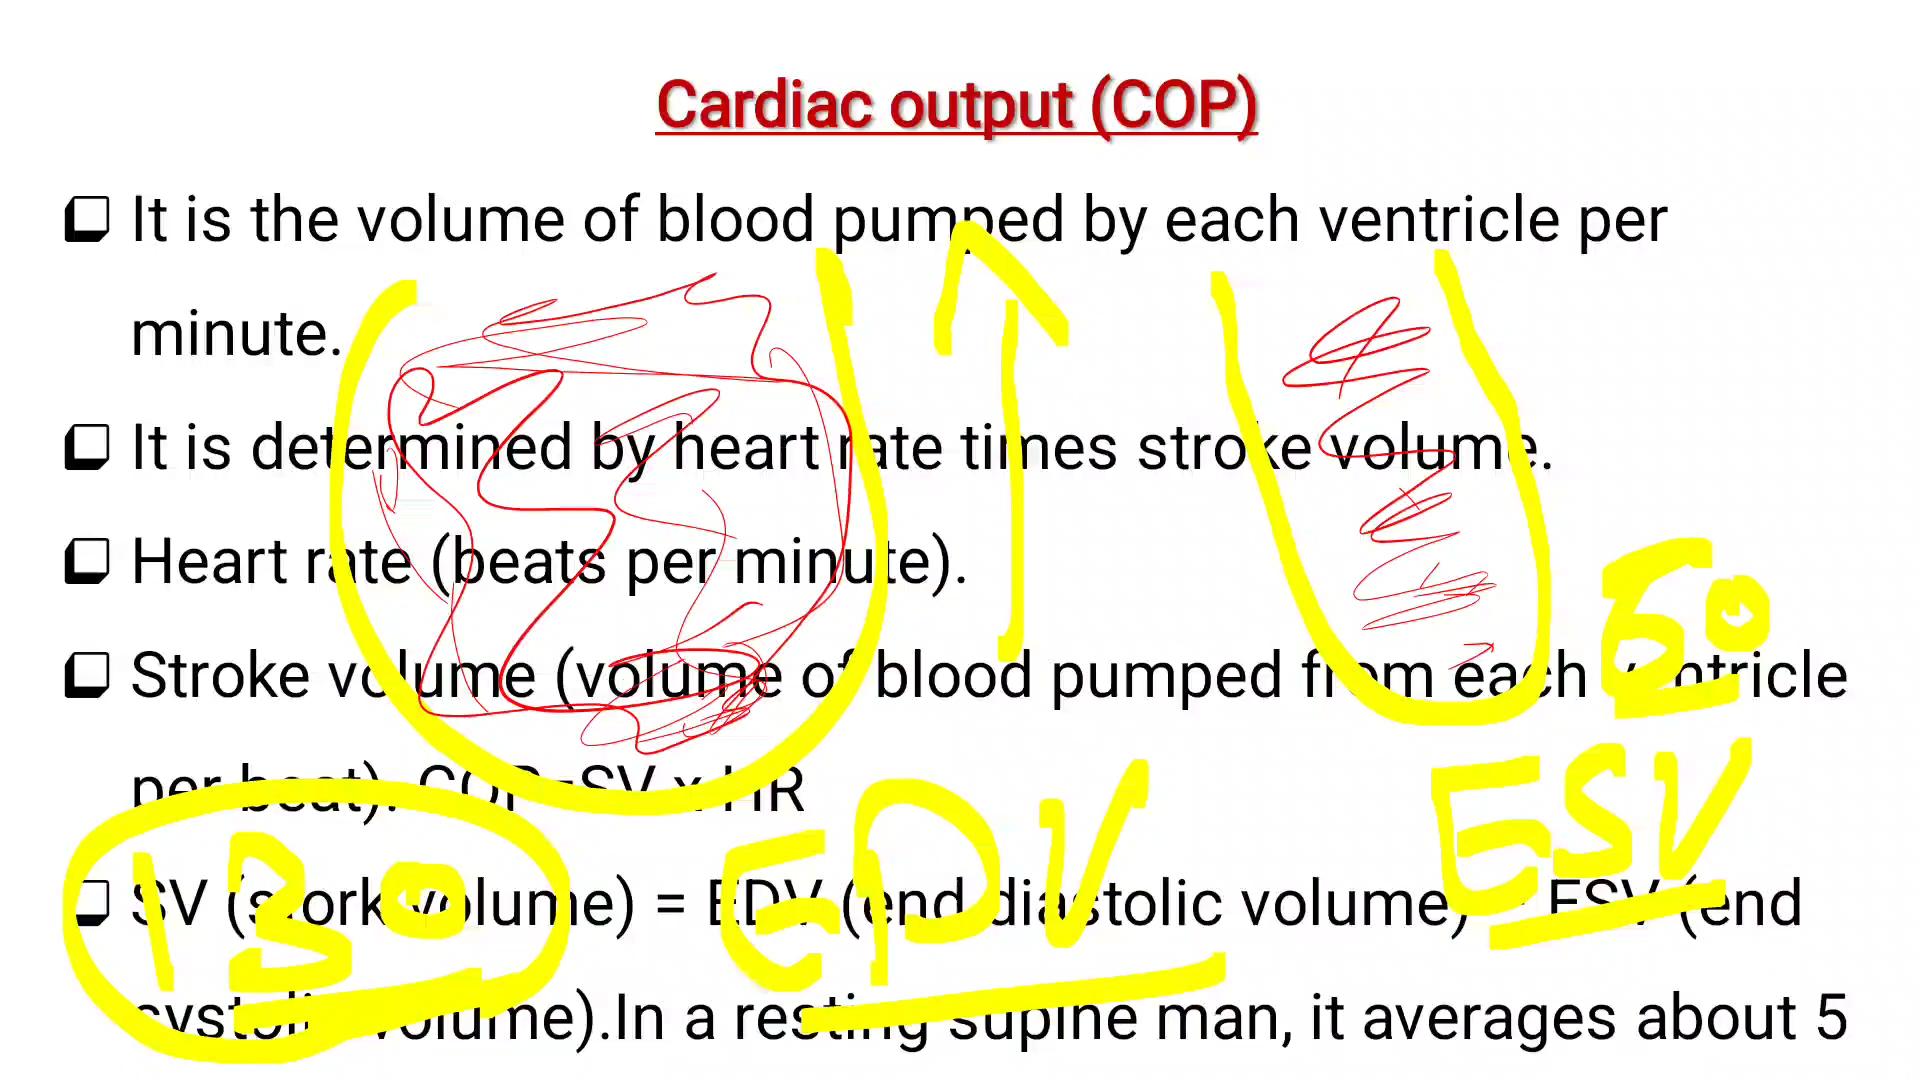 Cardiac output (COP)
It is the volume of blood pumped by each ventricle per
minute.
It is determined by heart rate times stroke volume.
Heart rate (beats per minute).
Stroke volume (volume of blood pumped from each ventricle
per beat). COP=SV x HR
SV (stork volume) = EDV (end diastolic volume) – ESV (end
systolic volume).In a resting supine man, it averages about 5
60
ESV
EDV
130